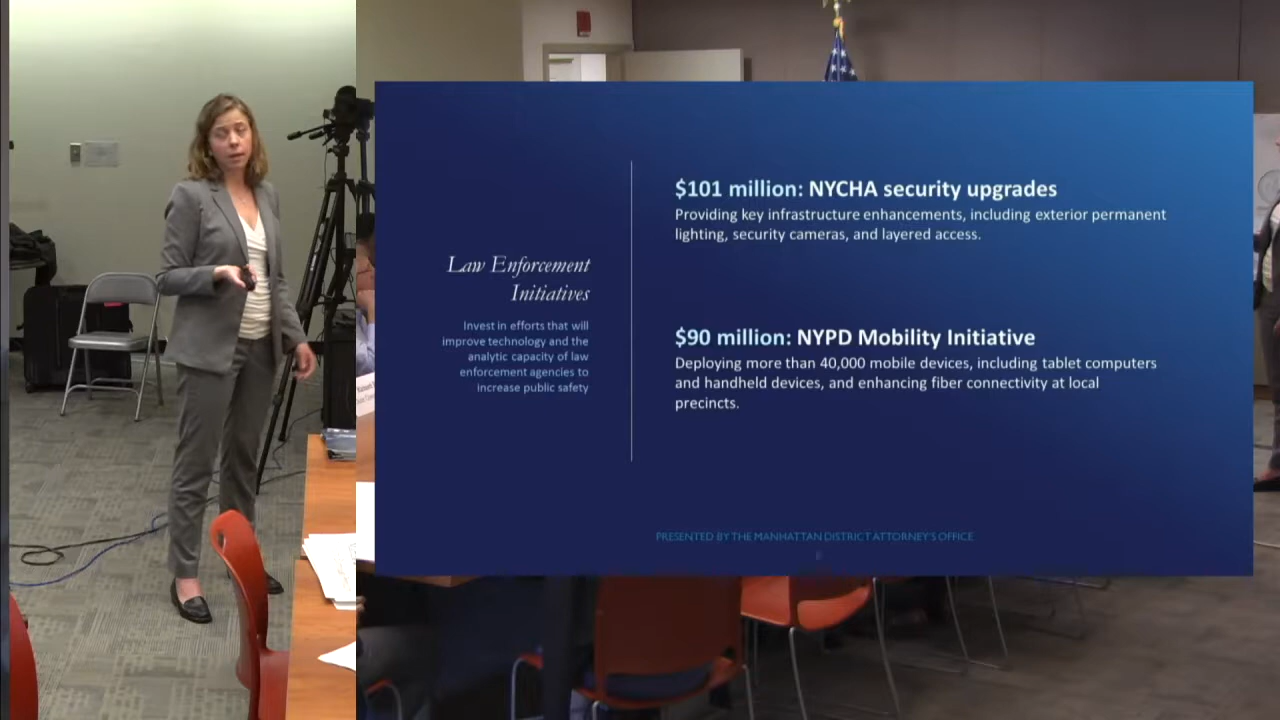 Law Enforcement
Initiatives
Invest in efforts that will
improve technology and the
analytic capacity of law
enforcement agencies to
increase public safety
$101 million: NYCHA security upgrades
Providing key infrastructure enhancements, including exterior permanent
lighting, security cameras, and layered access.
$90 million: NYPD Mobility Initiative
Deploying more than 40,000 mobile devices, including tablet computers
and handheld devices, and enhancing fiber connectivity at local
precincts.
PRESENTED BY THE MANHATTAN DISTRICT ATTORNEY'S OFFICE